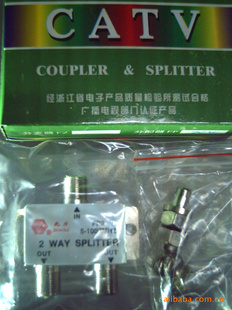 CATV
COUPLER & SPLITTER
经浙江省电子产品质量检验所测试合格
广播电视部门认证产品
IN
2 WAY SPLITTER
OUT OUT
alibaba.com.cn